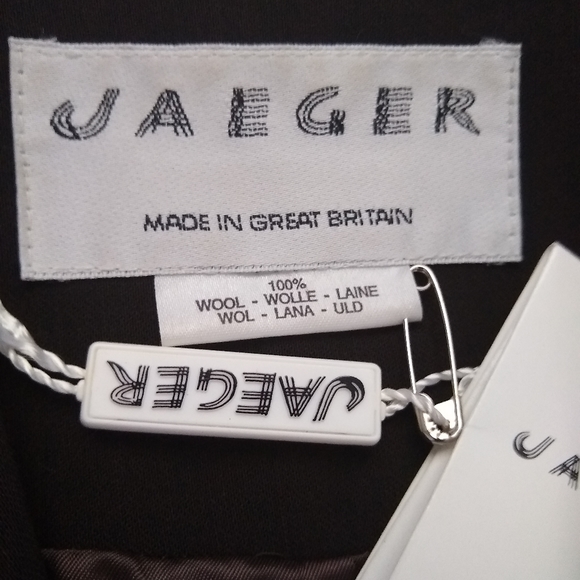 JAEGER
MADE IN GREAT BRITAIN
100%
WOOL - WOLLE - LAINE
WOL - LANA - ULD
JAEGER
JA